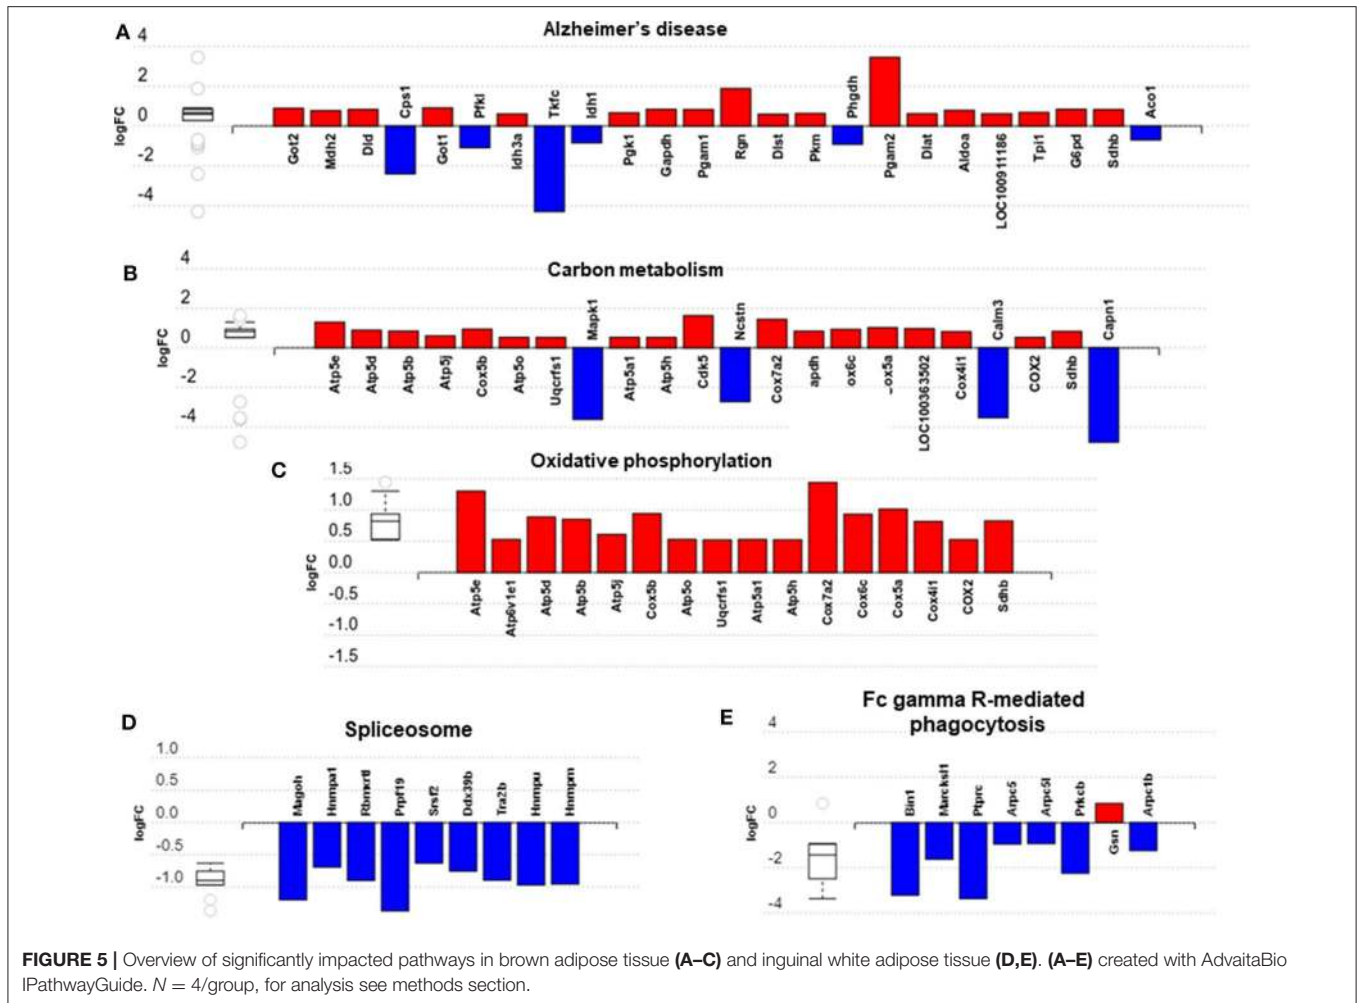 A
Alzheimer's disease
4
2
0
-2
-4
logFC
Got2
Mdh2
Dld
Cps1
Got1
Pfkl
Idh3a
Tkfc
Idh1
Pgk1
Gapdh
Pgam1
Rgn
Dlst
Pkm
Phgdh
Pgam2
Dlat
Aldoa
LOC100911186
Tpi1
G6pd
Sdhb
Aco1
B
Carbon metabolism
4
2
0
-2
-4
logFC
Atp5e
Atp5d
Atp5b
Atp5j
Cox5b
Atp5o
Uqcrfs1
Mapk1
Atp5a1
Atp5h
Cdk5
Ncstn
Cox7a2
apdh
ox6c
ox5a
LOC100363502
Cox4i1
Calm3
COX2
Sdhb
Capn1
C
Oxidative phosphorylation
1.5
1.0
0.5
0.0
-0.5
-1.0
-1.5
logFC
Atp5e
Atp6v1e1
Atp5d
Atp5b
Atp5j
Cox5b
Atp5o
Uqcrfs1
Atp5a1
Atp5h
Cox7a2
Cox6c
Cox5a
Cox4i1
COX2
Sdhb
D
Spliceosome
1.0
0.5
0.0
-0.5
-1.0
logFC
Magoh
Hnrnpa1
Rbmxrtl
Prpf19
Srsf2
Ddx39b
Tra2b
Hnrnpu
Hnrnpm
E
Fc gamma R-mediated
phagocytosis
4
2
0
-2
-4
logFC
Bin1
Marcksl1
Ptprc
Arpc5
Arpc5l
Prkcb
Gsn
Arpc1b
FIGURE 5 | Overview of significantly impacted pathways in brown adipose tissue (A–C) and inguinal white adipose tissue (D,E). (A–E) created with AdvaitaBio
IPathwayGuide. N = 4/group, for analysis see methods section.